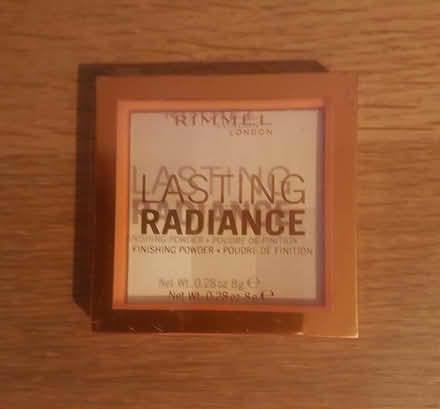 RIMMEL
LONDON
LASTING
RADIANCE
FINISHING POWDER • POUDRE DE FINITION
Net Wt. 0.28 oz 8g ℮